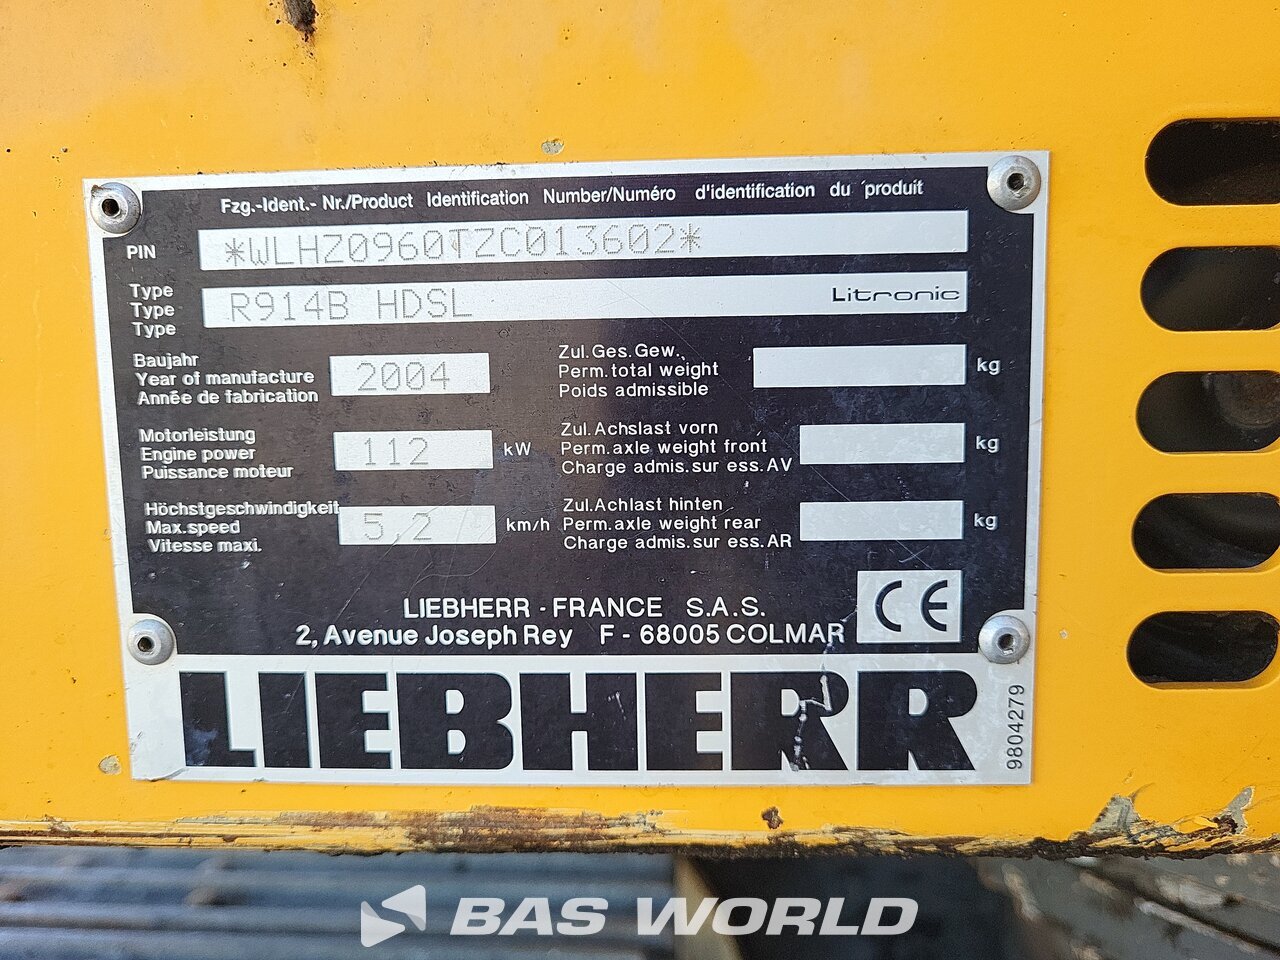 Fzg.-Ident.- Nr./Product Identification Number/Numéro d'identification du produit
PIN *WLHZ0960TZC013602*
Type
Type R914B HDSL Litronic
Type
Baujahr
Year of manufacture 2004
Année de fabrication
Zul.Ges.Gew.
Perm.total weight kg
Poids admissible
Motorleistung
Engine power 112 kW
Puissance moteur
Zul.Achslast vorn
Perm.axle weight front kg
Charge admis.sur ess.AV
Höchstgeschwindigkeit
Max.speed 5,2 km/h
Vitesse maxi.
Zul.Achlast hinten
Perm.axle weight rear kg
Charge admis.sur ess.AR
LIEBHERR - FRANCE S.A.S.
2, Avenue Joseph Rey F - 68005 COLMAR
CE
LIEBHERR
9804279
BAS WORLD